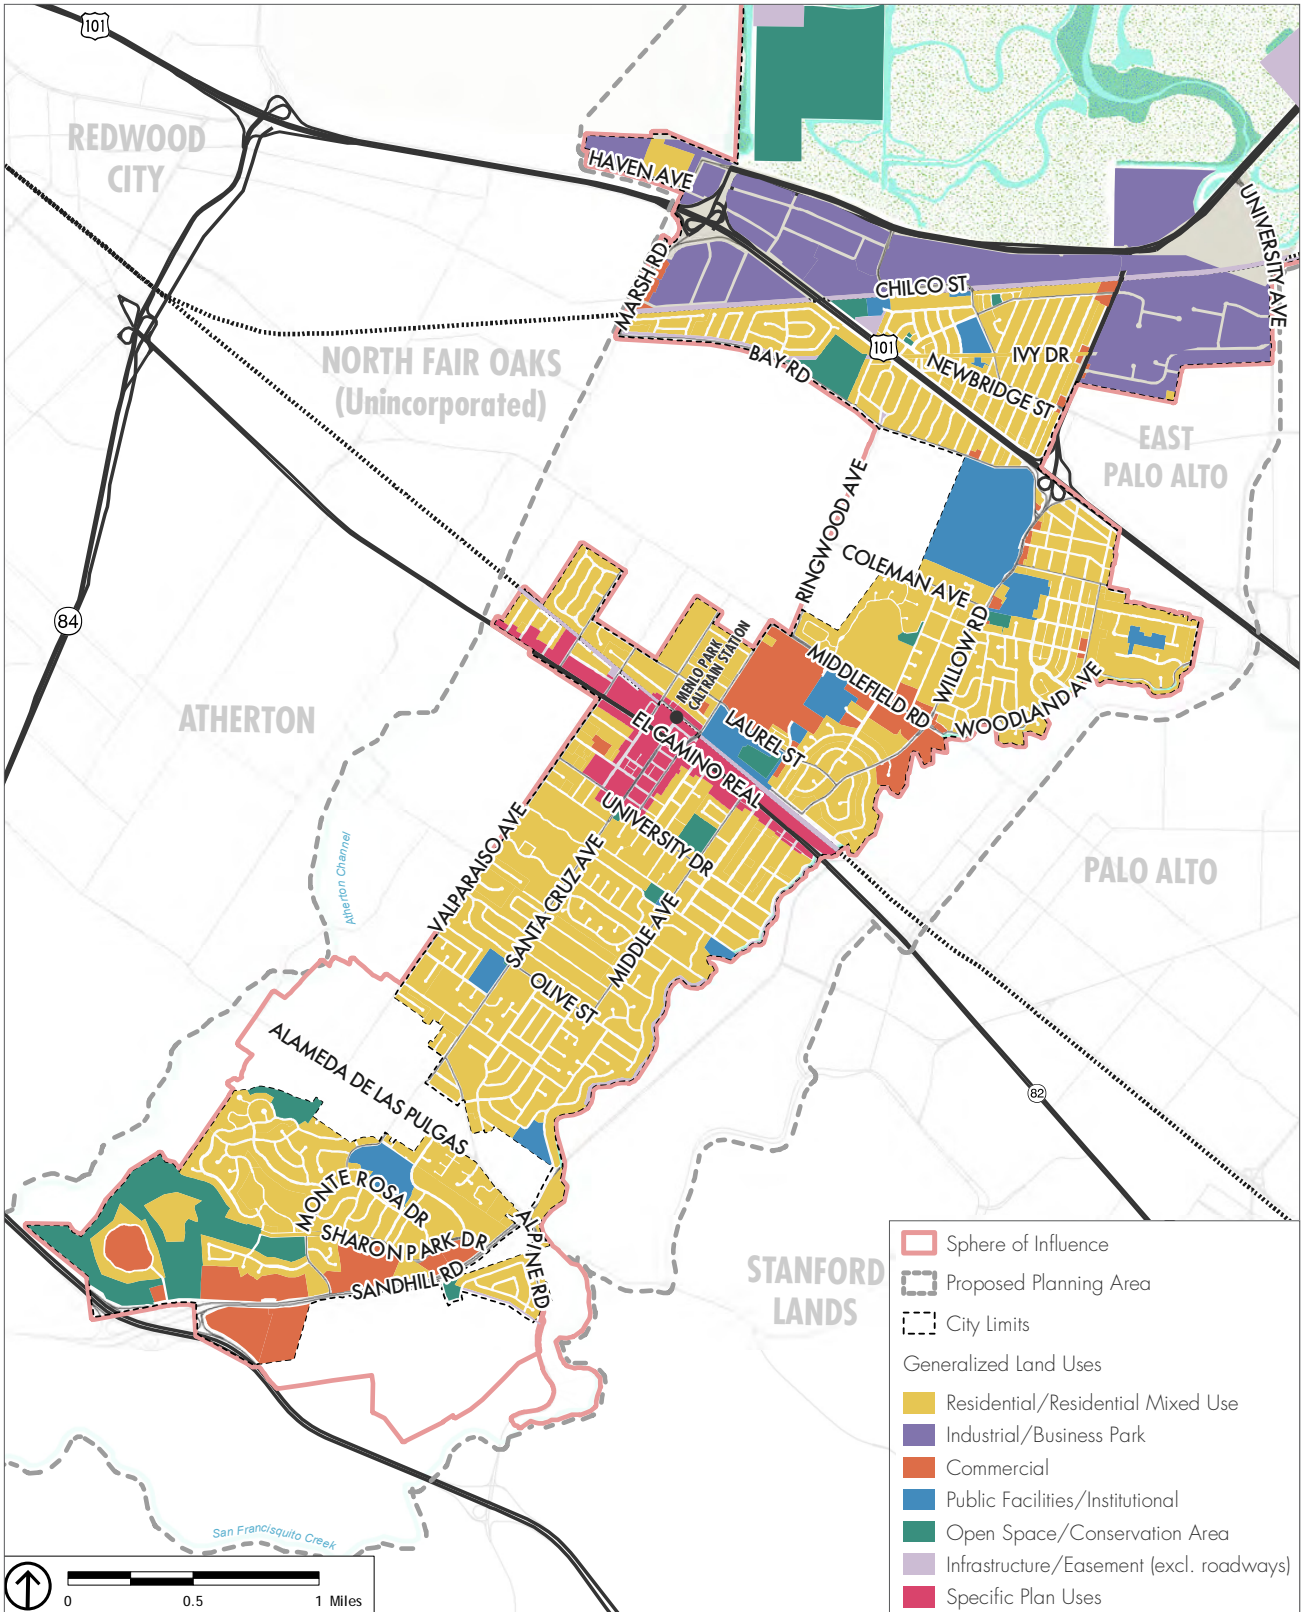 101
REDWOOD
CITY
HAVEN AVE
UNIVERSITY AVE
MARSH RD
CHILCO ST
NORTH FAIR OAKS
(Unincorporated)
BAY RD
101
IVY DR
NEWBRIDGE ST
EAST
PALO ALTO
RINGWOOD AVE
COLEMAN AVE
84
WILLOW RD
MENLO PARK
CALTRAIN STATION
MIDDLEFIELD RD
WOODLAND AVE
ATHERTON
LAUREL ST
EL CAMINO REAL
UNIVERSITY DR
VALPARAISO AVE
SANTA CRUZ AVE
MIDDLE AVE
PALO ALTO
Atherton Channel
OLIVE ST
ALAMEDA DE LAS PULGAS
82
MONTE ROSA DR
SHARON PARK DR
SANDHILL RD
ALPINE RD
STANFORD
LANDS
San Francisquito Creek
Sphere of Influence
Proposed Planning Area
City Limits
Generalized Land Uses
Residential/Residential Mixed Use
Industrial/Business Park
Commercial
Public Facilities/Institutional
Open Space/Conservation Area
Infrastructure/Easement (excl. roadways)
Specific Plan Uses
0 0.5 1 Miles